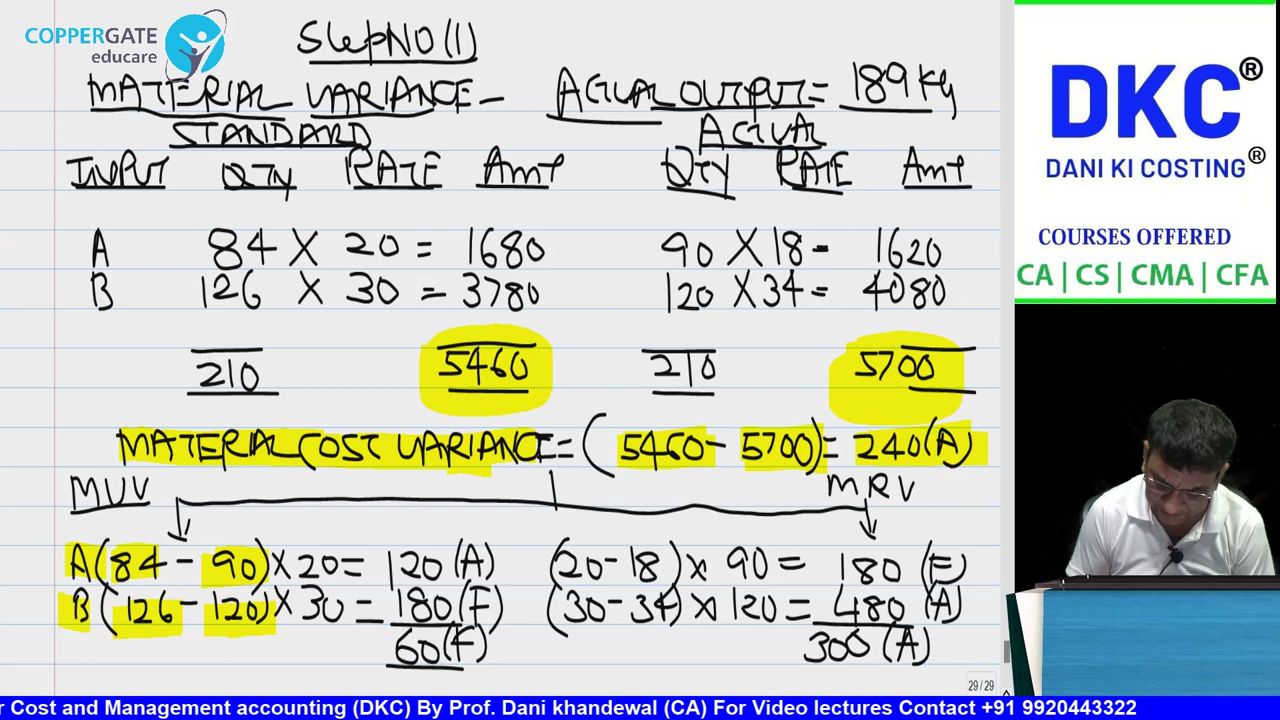 COPPERGATE
educare
Step NO (1)
MATERIAL VARIANCE - ACTUAL OUTPUT = 189 Kg
STANDARD ACTUAL
INPUT QTY RATE Amt QTY RATE Amt
A 84 X 20 = 1680 90 X 18 = 1620
B 126 X 30 = 3780 120 X 34 = 4080
210 5460 210 5700
MATERIAL COST VARIANCE = (5460 - 5700) = 240 (A)
MUV MRV
A (84 - 90) x 20 = 120 (A) (20 - 18) x 90 = 180 (F)
B (126 - 120) x 30 = 180 (F) (30 - 34) x 120 = 480 (A)
60 (F) 300 (A)
29 / 29
DKC®
DANI KI COSTING®
COURSES OFFERED
CA | CS | CMA | CFA
r Cost and Management accounting (DKC) By Prof. Dani khandewal (CA) For Video lectures Contact +91 9920443322